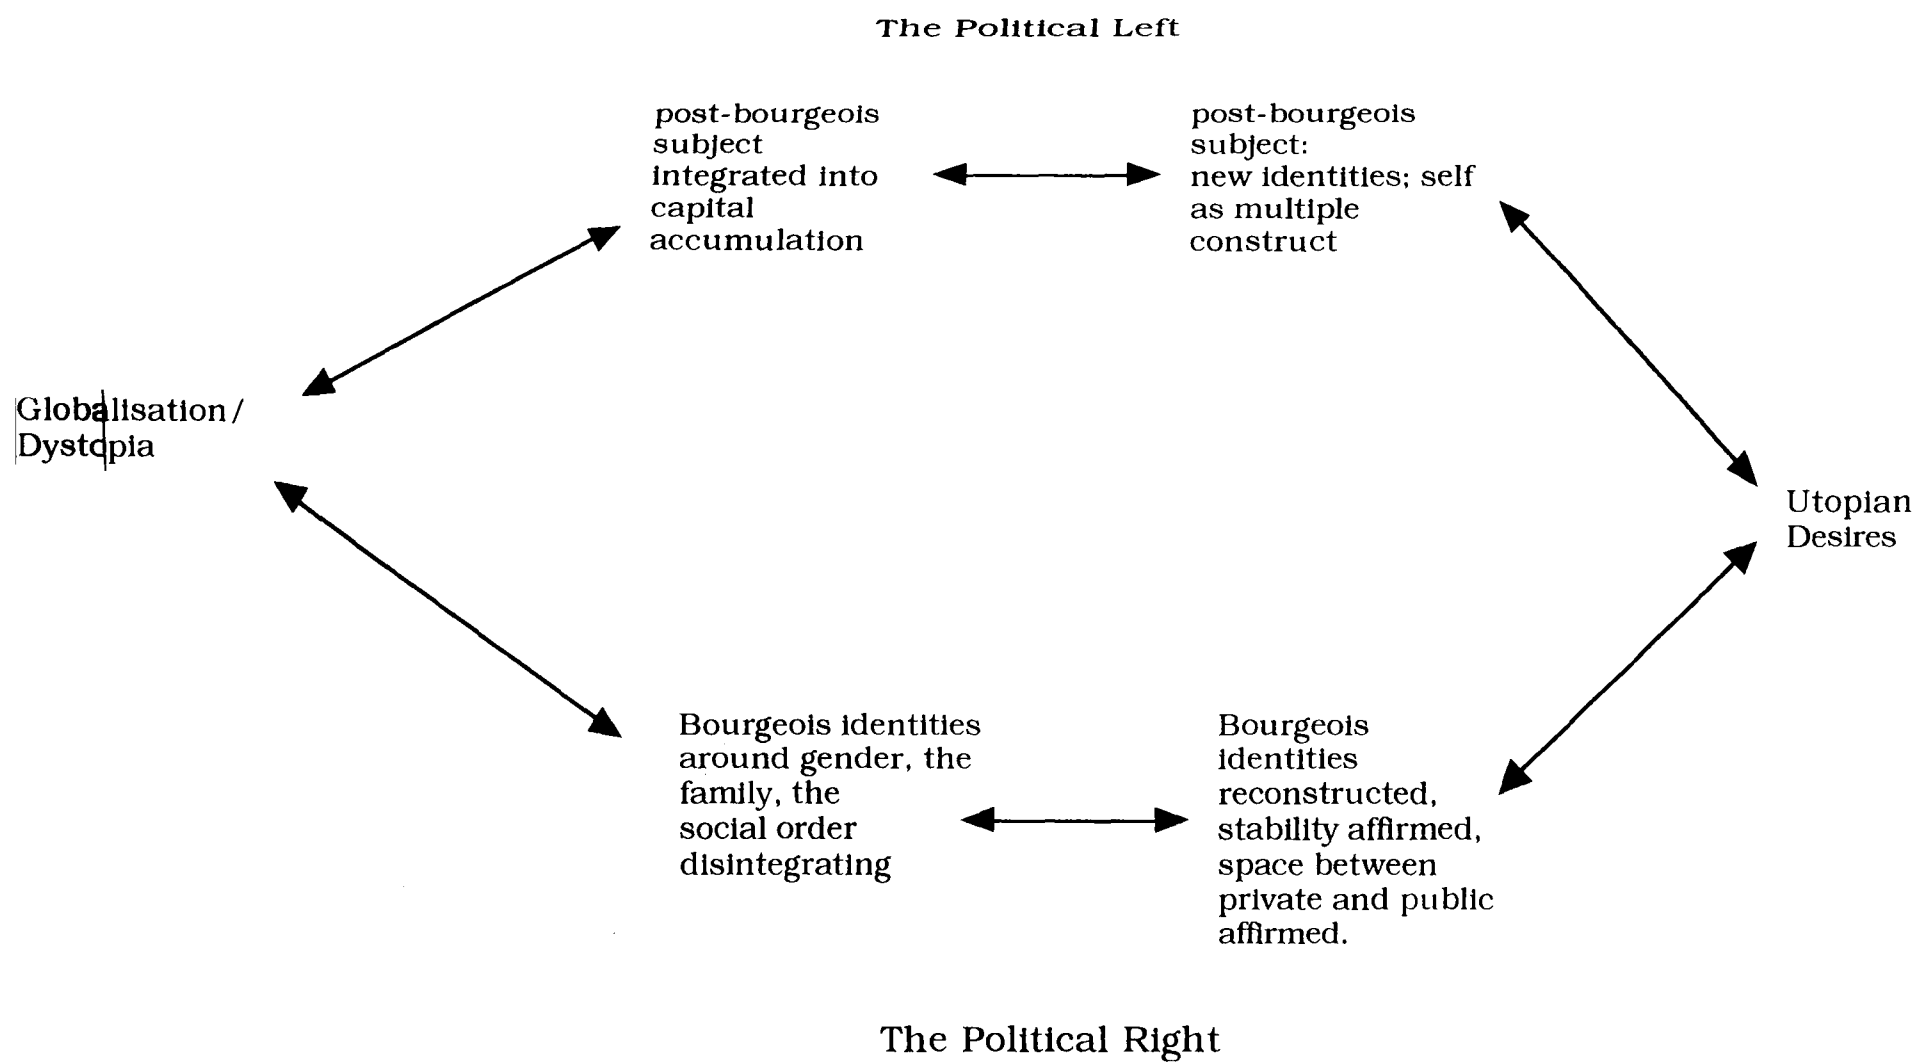 The Political Left
post-bourgeois
subject
integrated into
capital
accumulation
post-bourgeois
subject:
new identities; self
as multiple
construct
Globalisation/
Dystopia
Utopian
Desires
Bourgeois identities
around gender, the
family, the
social order
disintegrating
Bourgeois
identities
reconstructed,
stability affirmed,
space between
private and public
affirmed.
The Political Right